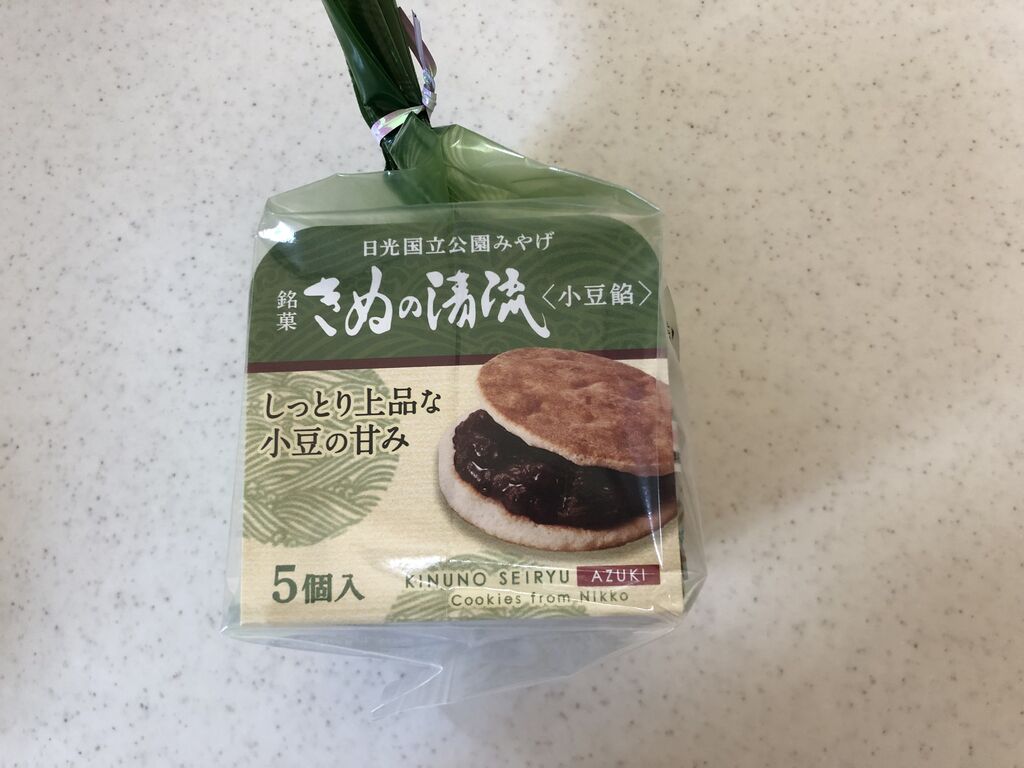 日光国立公園みやげ
銘菓 きぬの清流〈小豆餡〉
しっとり上品な
小豆の甘み
5個入
KINUNO SEIRYU AZUKI
Cookies from Nikko